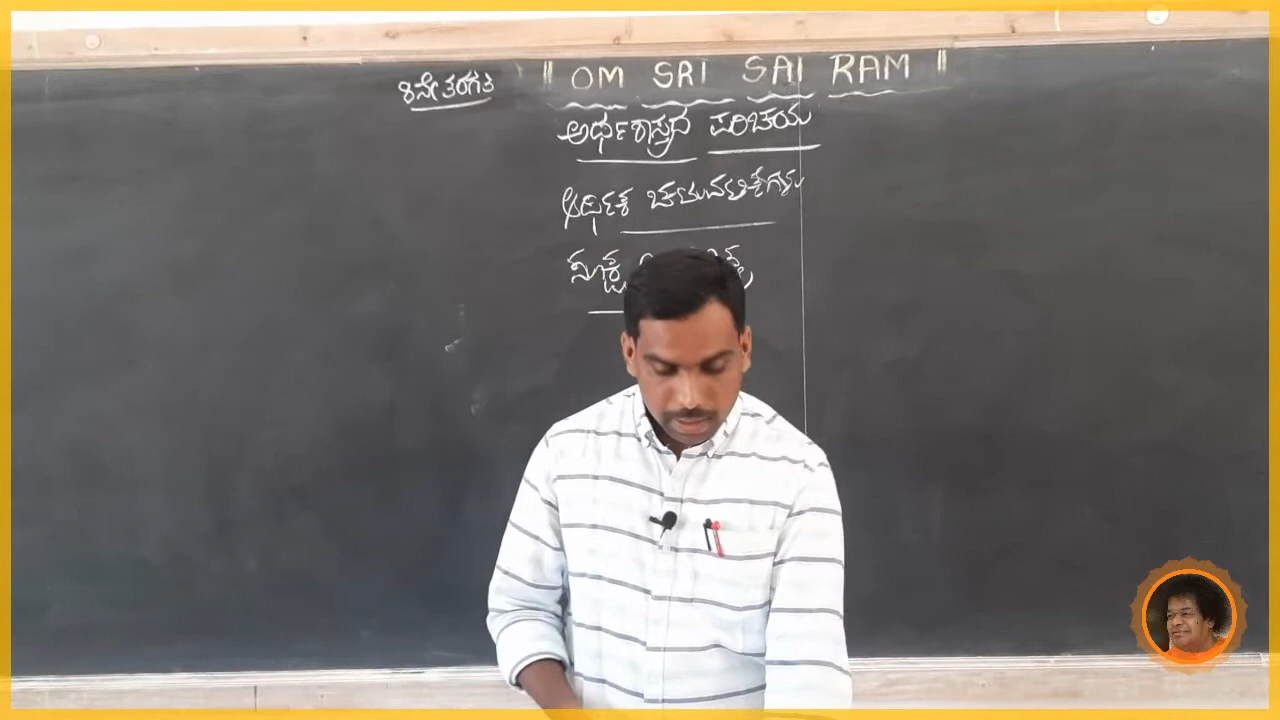 || OM SRI SAI RAM ||
8ನೇ ತರಗತಿ
ಅರ್ಥಶಾಸ್ತ್ರದ ಪರಿಚಯ
ಆರ್ಥಿಕ ಚಟುವಟಿಕೆಗಳು
ಸೂಕ್ಷ್ಮ